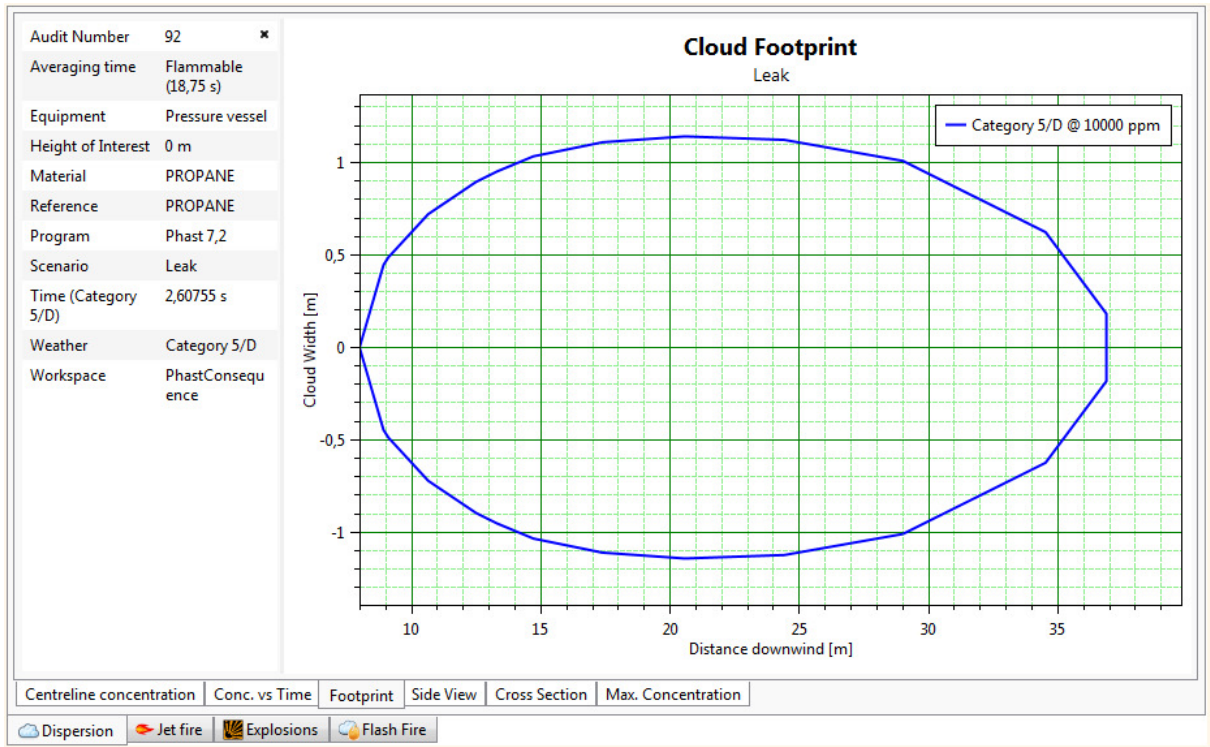 Audit Number 92 ×
Averaging time Flammable
(18,75 s)
Equipment Pressure vessel
Height of Interest 0 m
Material PROPANE
Reference PROPANE
Program Phast 7,2
Scenario Leak
Time (Category 2,60755 s
5/D)
Weather Category 5/D
Workspace PhastConsequ
ence
Cloud Footprint
Leak
Category 5/D @ 10000 ppm
Cloud Width [m]
1
0,5
0
-0,5
-1
10 15 20 25 30 35
Distance downwind [m]
Centreline concentration Conc. vs Time Footprint Side View Cross Section Max. Concentration
Dispersion Jet fire Explosions Flash Fire